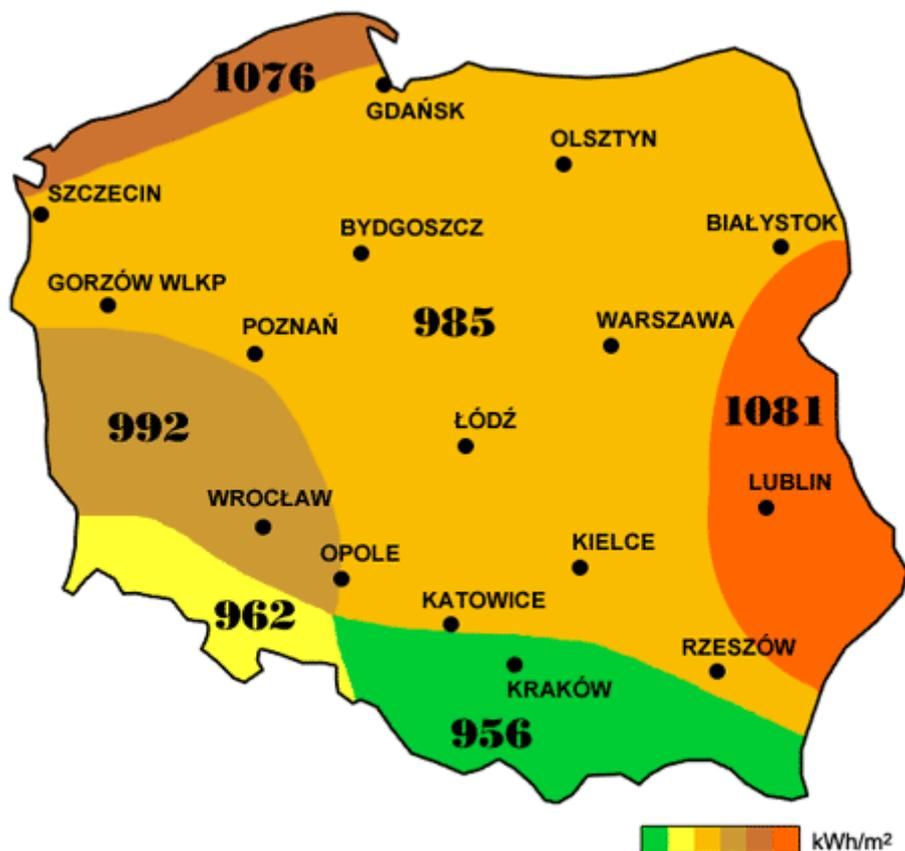 1076
GDAŃSK
OLSZTYN
SZCZECIN
BYDGOSZCZ
BIAŁYSTOK
GORZÓW WLKP
POZNAŃ
985
WARSZAWA
992
ŁÓDŹ
1081
WROCŁAW
LUBLIN
OPOLE
KIELCE
KATOWICE
962
RZESZÓW
KRAKÓW
956
kWh/m²